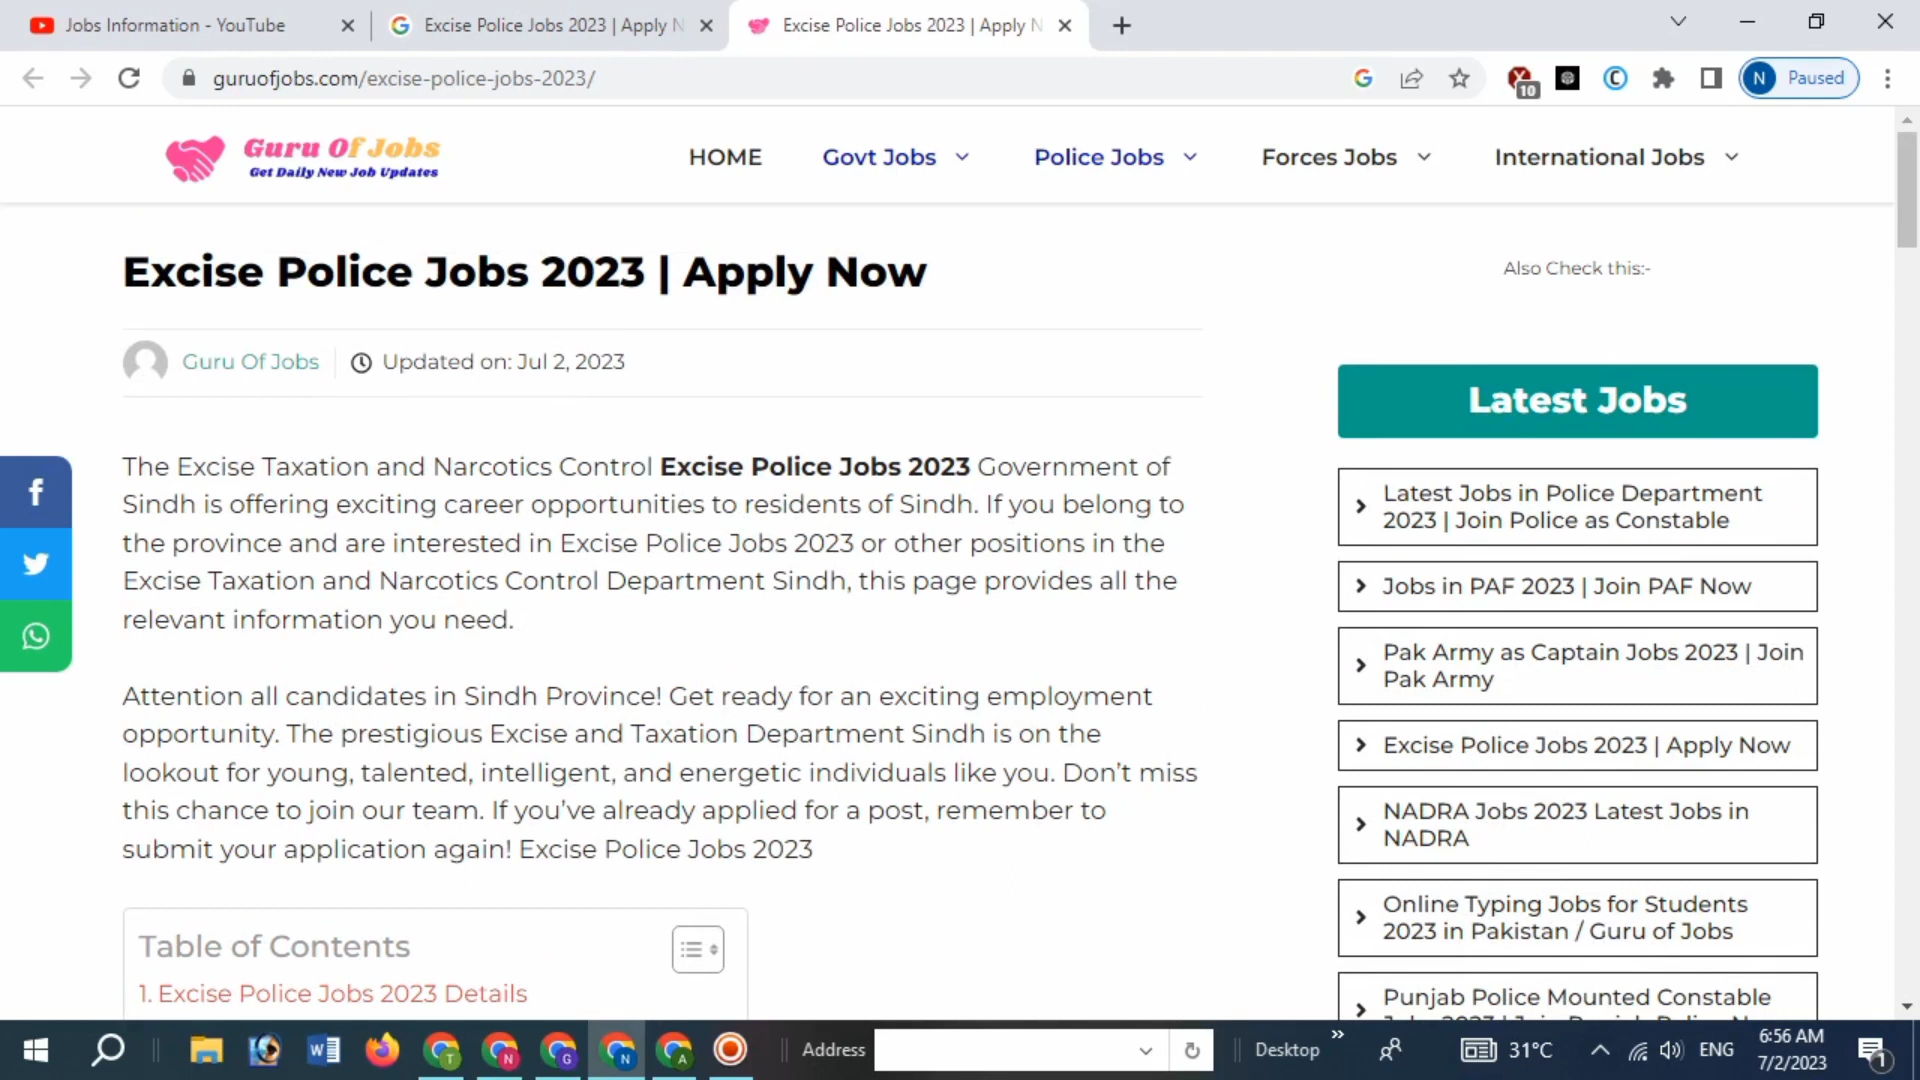 Jobs Information - YouTube
Excise Police Jobs 2023 | Apply N
Excise Police Jobs 2023 | Apply N
guruofjobs.com/excise-police-jobs-2023/
10
N Paused
Guru Of Jobs
Get Daily New Job Updates
HOME
Govt Jobs
Police Jobs
Forces Jobs
International Jobs
Excise Police Jobs 2023 | Apply Now
Guru Of Jobs
Updated on: Jul 2, 2023
The Excise Taxation and Narcotics Control Excise Police Jobs 2023 Government of
Sindh is offering exciting career opportunities to residents of Sindh. If you belong to
the province and are interested in Excise Police Jobs 2023 or other positions in the
Excise Taxation and Narcotics Control Department Sindh, this page provides all the
relevant information you need.
Attention all candidates in Sindh Province! Get ready for an exciting employment
opportunity. The prestigious Excise and Taxation Department Sindh is on the
lookout for young, talented, intelligent, and energetic individuals like you. Don’t miss
this chance to join our team. If you’ve already applied for a post, remember to
submit your application again! Excise Police Jobs 2023
Table of Contents
1. Excise Police Jobs 2023 Details
Also Check this:-
Latest Jobs
Latest Jobs in Police Department
2023 | Join Police as Constable
Jobs in PAF 2023 | Join PAF Now
Pak Army as Captain Jobs 2023 | Join
Pak Army
Excise Police Jobs 2023 | Apply Now
NADRA Jobs 2023 Latest Jobs in
NADRA
Online Typing Jobs for Students
2023 in Pakistan / Guru of Jobs
Punjab Police Mounted Constable
Address
Desktop
31°C
ENG
6:56 AM
7/2/2023
1